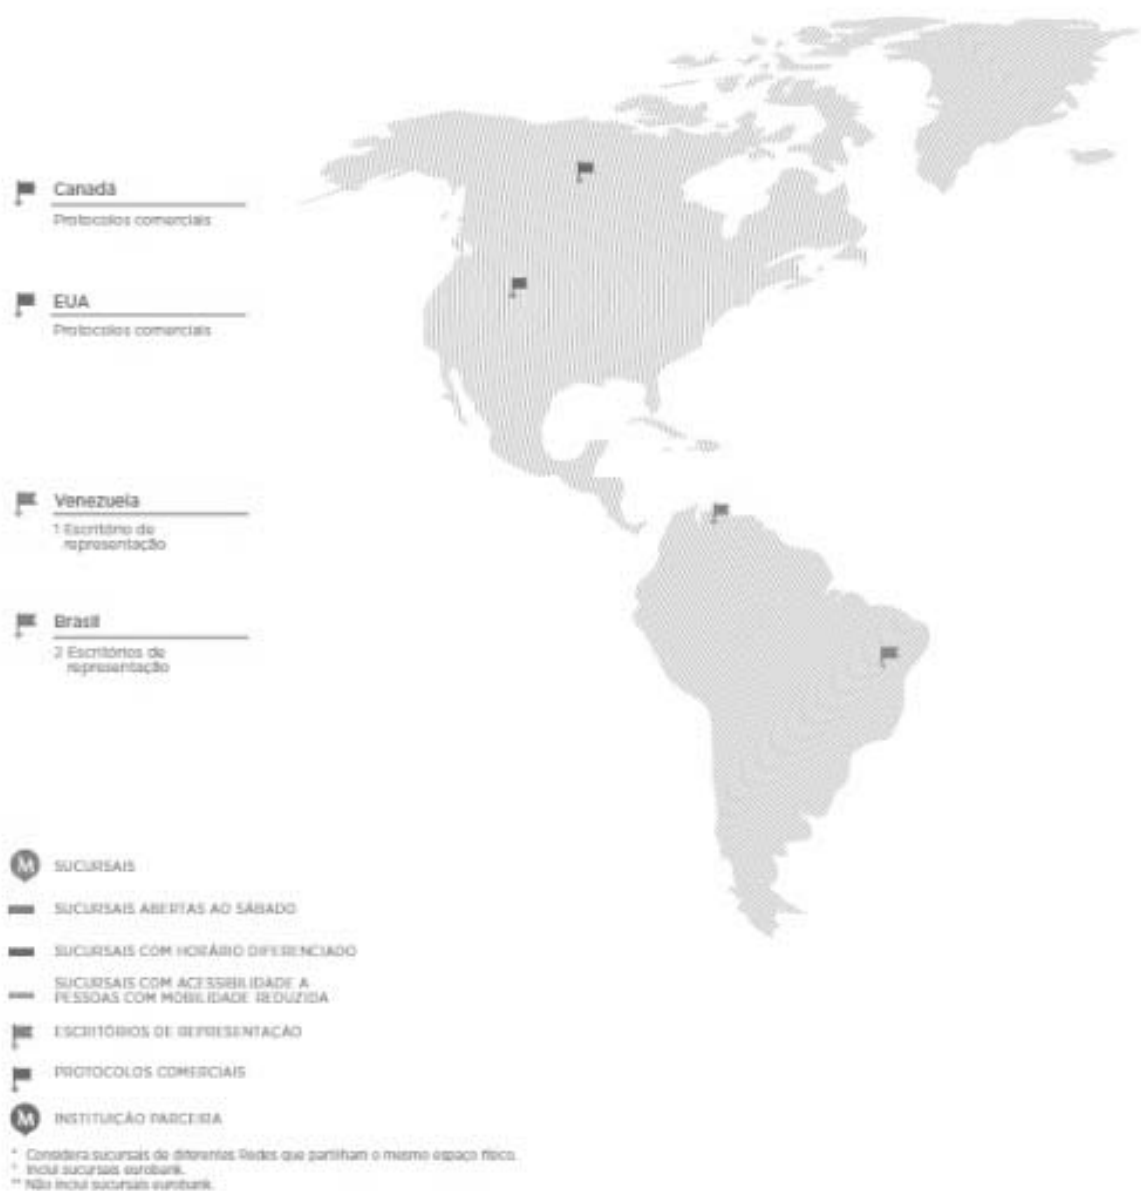 Canadá
Protocolos comerciais
EUA
Protocolos comerciais
Venezuela
1 Escritório de
representação
Brasil
2 Escritórios de
representação
M SUCURSAIS
SUCURSAIS ABERTAS AO SÁBADO
SUCURSAIS COM HORÁRIO DIFERENCIADO
SUCURSAIS COM ACESSIBILIDADE A
PESSOAS COM MOBILIDADE REDUZIDA
ESCRITÓRIOS DE REPRESENTAÇÃO
PROTOCOLOS COMERCIAIS
M INSTITUIÇÃO PARCEIRA
* Considera sucursais de diferentes Redes que partilham o mesmo espaço físico.
Inclui sucursais eurobank.
** Não inclui sucursais eurobank.